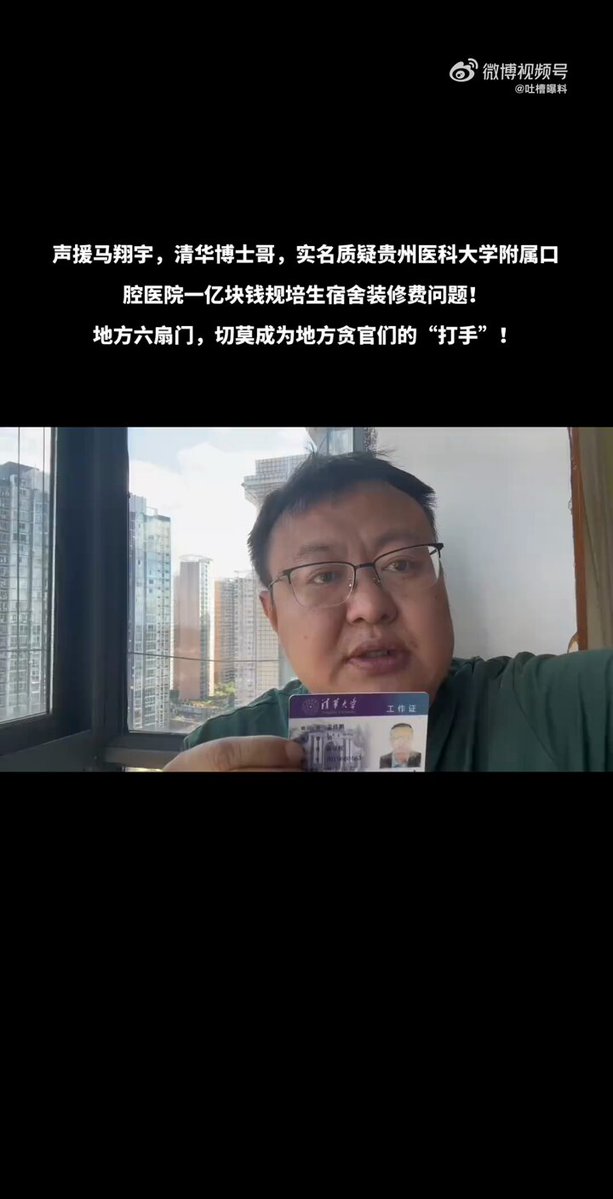 微博视频号
@吐槽曝料
声援马翔宇，清华博士哥，实名质疑贵州医科大学附属口
腔医院一亿块钱规培生宿舍装修费问题！
地方六扇门，切莫成为地方贪官们的“打手”！
清华大学
工作证